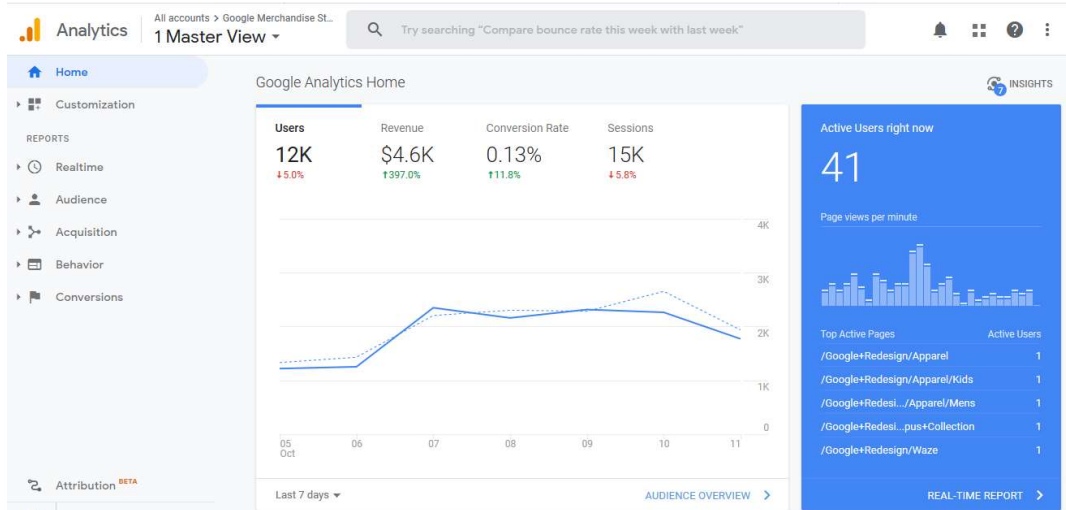 Analytics
All accounts > Google Merchandise St...
1 Master View
Try searching "Compare bounce rate this week with last week"
Home
Customization
REPORTS
Realtime
Audience
Acquisition
Behavior
Conversions
Attribution BETA
Google Analytics Home
INSIGHTS
7
Users Revenue Conversion Rate Sessions
12K $4.6K 0.13% 15K
↓5.0% ↑397.0% ↑11.8% ↓5.8%
4K
3K
2K
1K
0
05 06 07 08 09 10 11
Oct
Last 7 days
AUDIENCE OVERVIEW
Active Users right now
41
Page views per minute
Top Active Pages Active Users
/Google+Redesign/Apparel 1
/Google+Redesign/Apparel/Kids 1
/Google+Redesi.../Apparel/Mens 1
/Google+Redesi...pus+Collection 1
/Google+Redesign/Waze 1
REAL-TIME REPORT